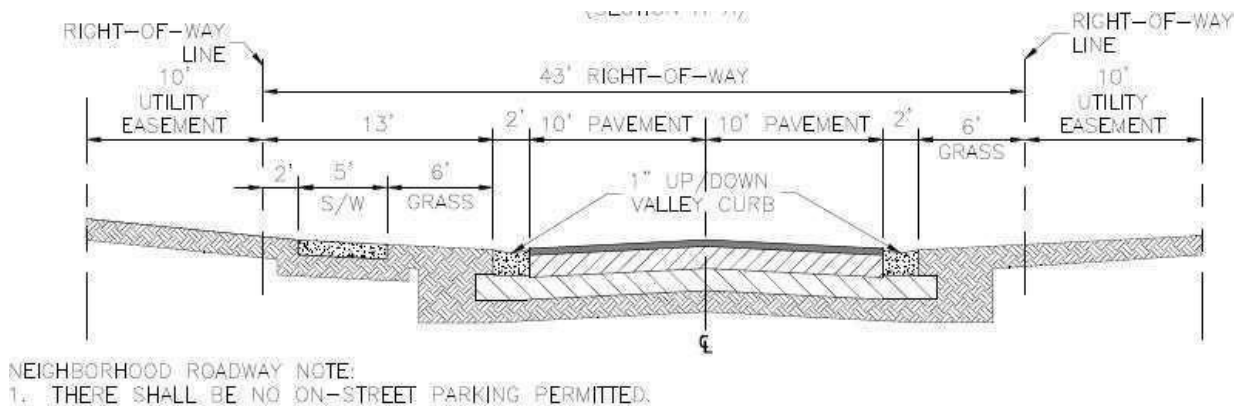 RIGHT-OF-WAY
LINE
RIGHT-OF-WAY
LINE
43' RIGHT-OF-WAY
10'
UTILITY
EASEMENT
10'
UTILITY
EASEMENT
13'
2'
10' PAVEMENT
10' PAVEMENT
2'
6'
GRASS
2'
5'
S/W
6'
GRASS
1" UP/DOWN
VALLEY CURB
℄
NEIGHBORHOOD ROADWAY NOTE:
1. THERE SHALL BE NO ON-STREET PARKING PERMITTED.